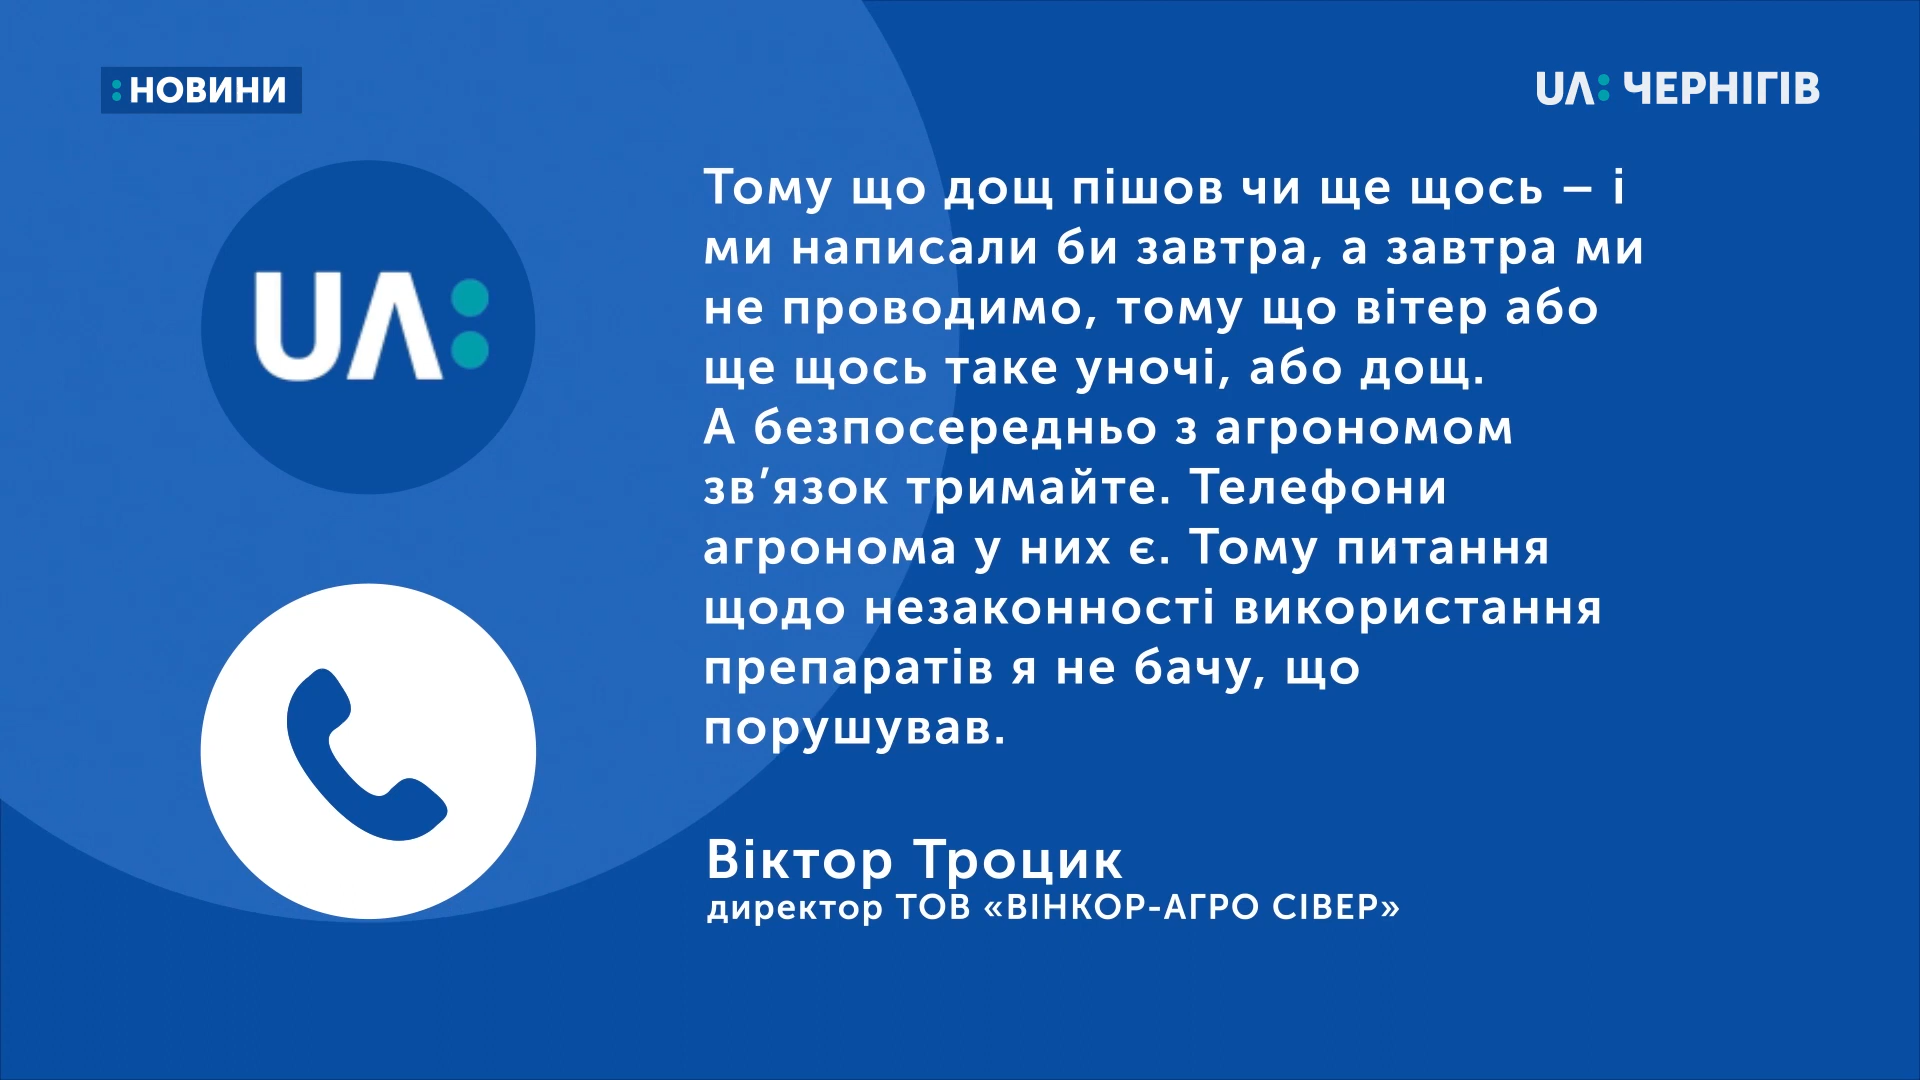 :НОВИНИ
UA: ЧЕРНІГІВ
UA:
Тому що дощ пішов чи ще щось – і
ми написали би завтра, а завтра ми
не проводимо, тому що вітер або
ще щось таке уночі, або дощ.
А безпосередньо з агрономом
зв’язок тримайте. Телефони
агронома у них є. Тому питання
щодо незаконності використання
препаратів я не бачу, що
порушував.
Віктор Троцик
директор ТОВ «ВІНКОР-АГРО СІВЕР»